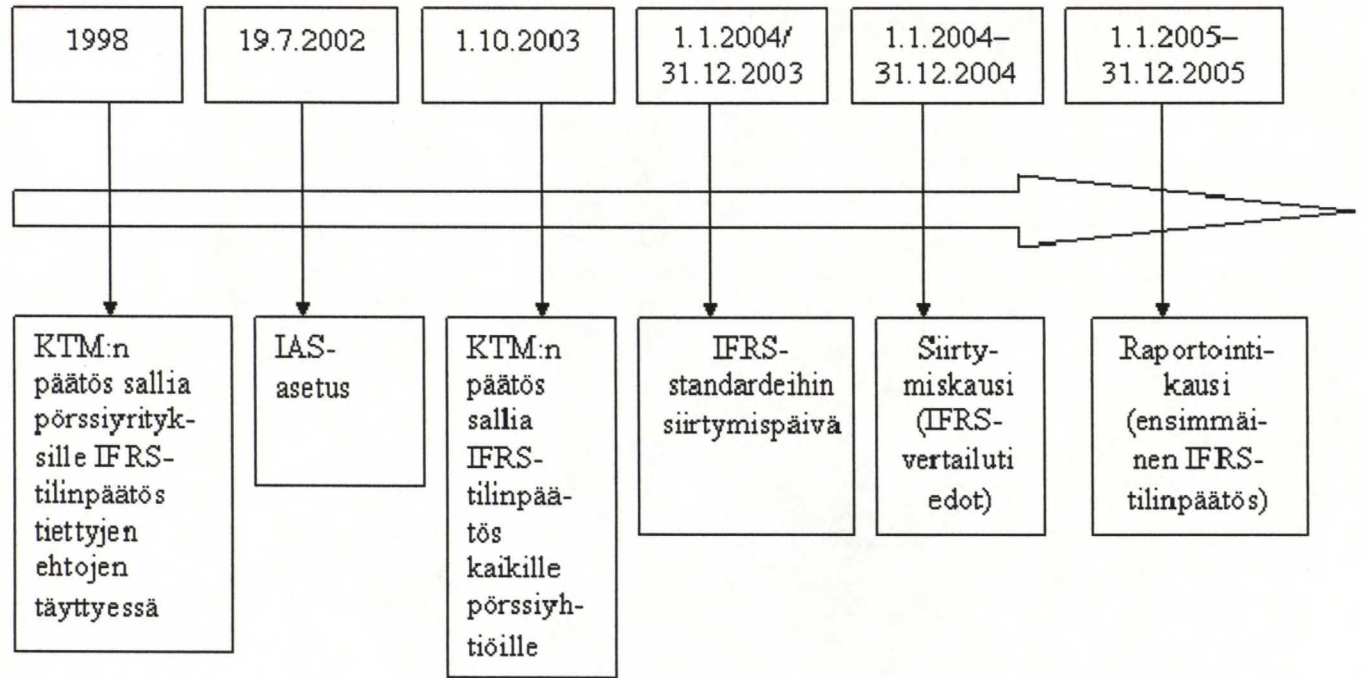 1998
19.7.2002
1.10.2003
1.1.2004/
31.12.2003
1.1.2004–
31.12.2004
1.1.2005–
31.12.2005
KTM:n
päätös sallia
pörssiyrityk-
sille IFRS-
tilinpäätös
tiettyjen
ehtojen
täyttyessä
IAS-
asetus
KTM:n
päätös
sallia
IFRS-
tilinpää-
tös
kaikille
pörssiyh-
tiöille
IFRS-
standardeihin
siirtymispäivä
Siirty-
miskausi
(IFRS-
vertailuti
edot)
Raportointi-
kausi
(ensimmäi-
nen IFRS-
tilinpäätös)